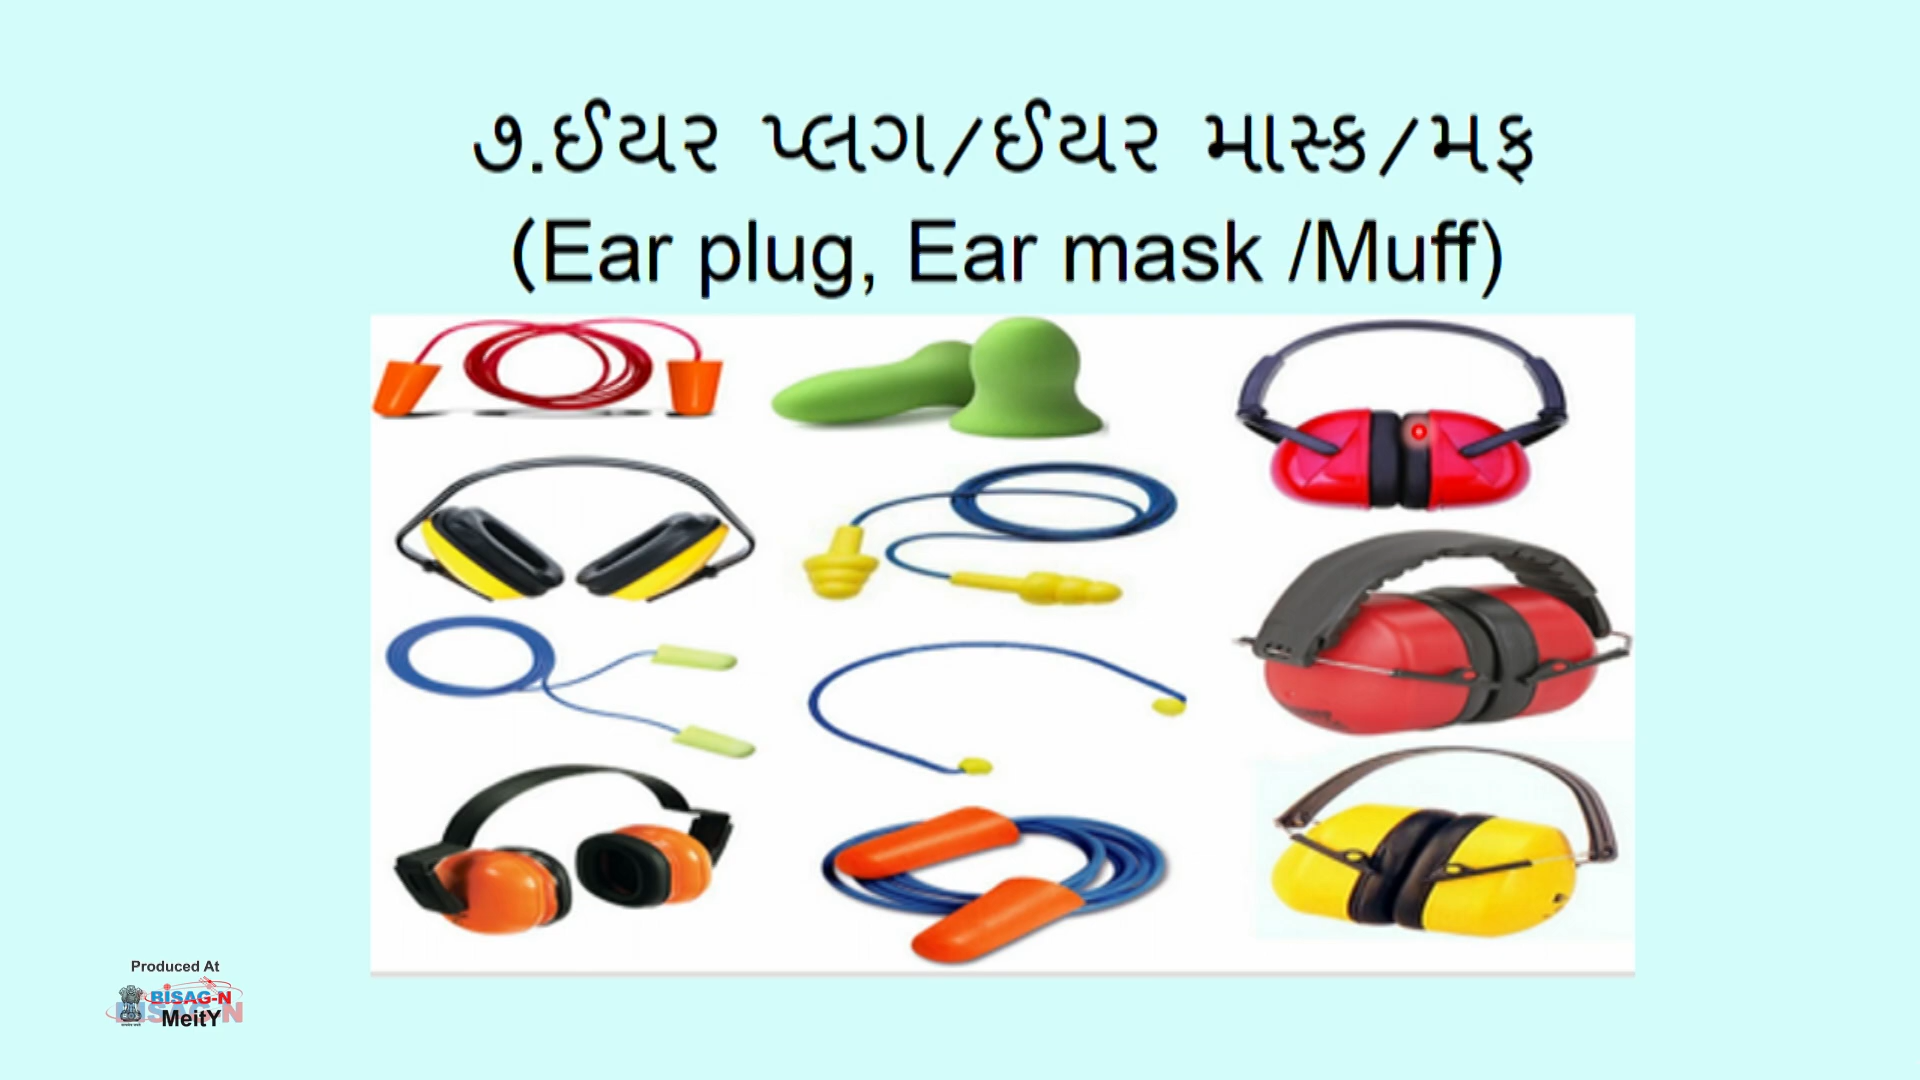 ૭.ઈયર પ્લગ/ઈયર માસ્ક/મફ
(Ear plug, Ear mask /Muff)
Produced At
BISAG-N
MeitY